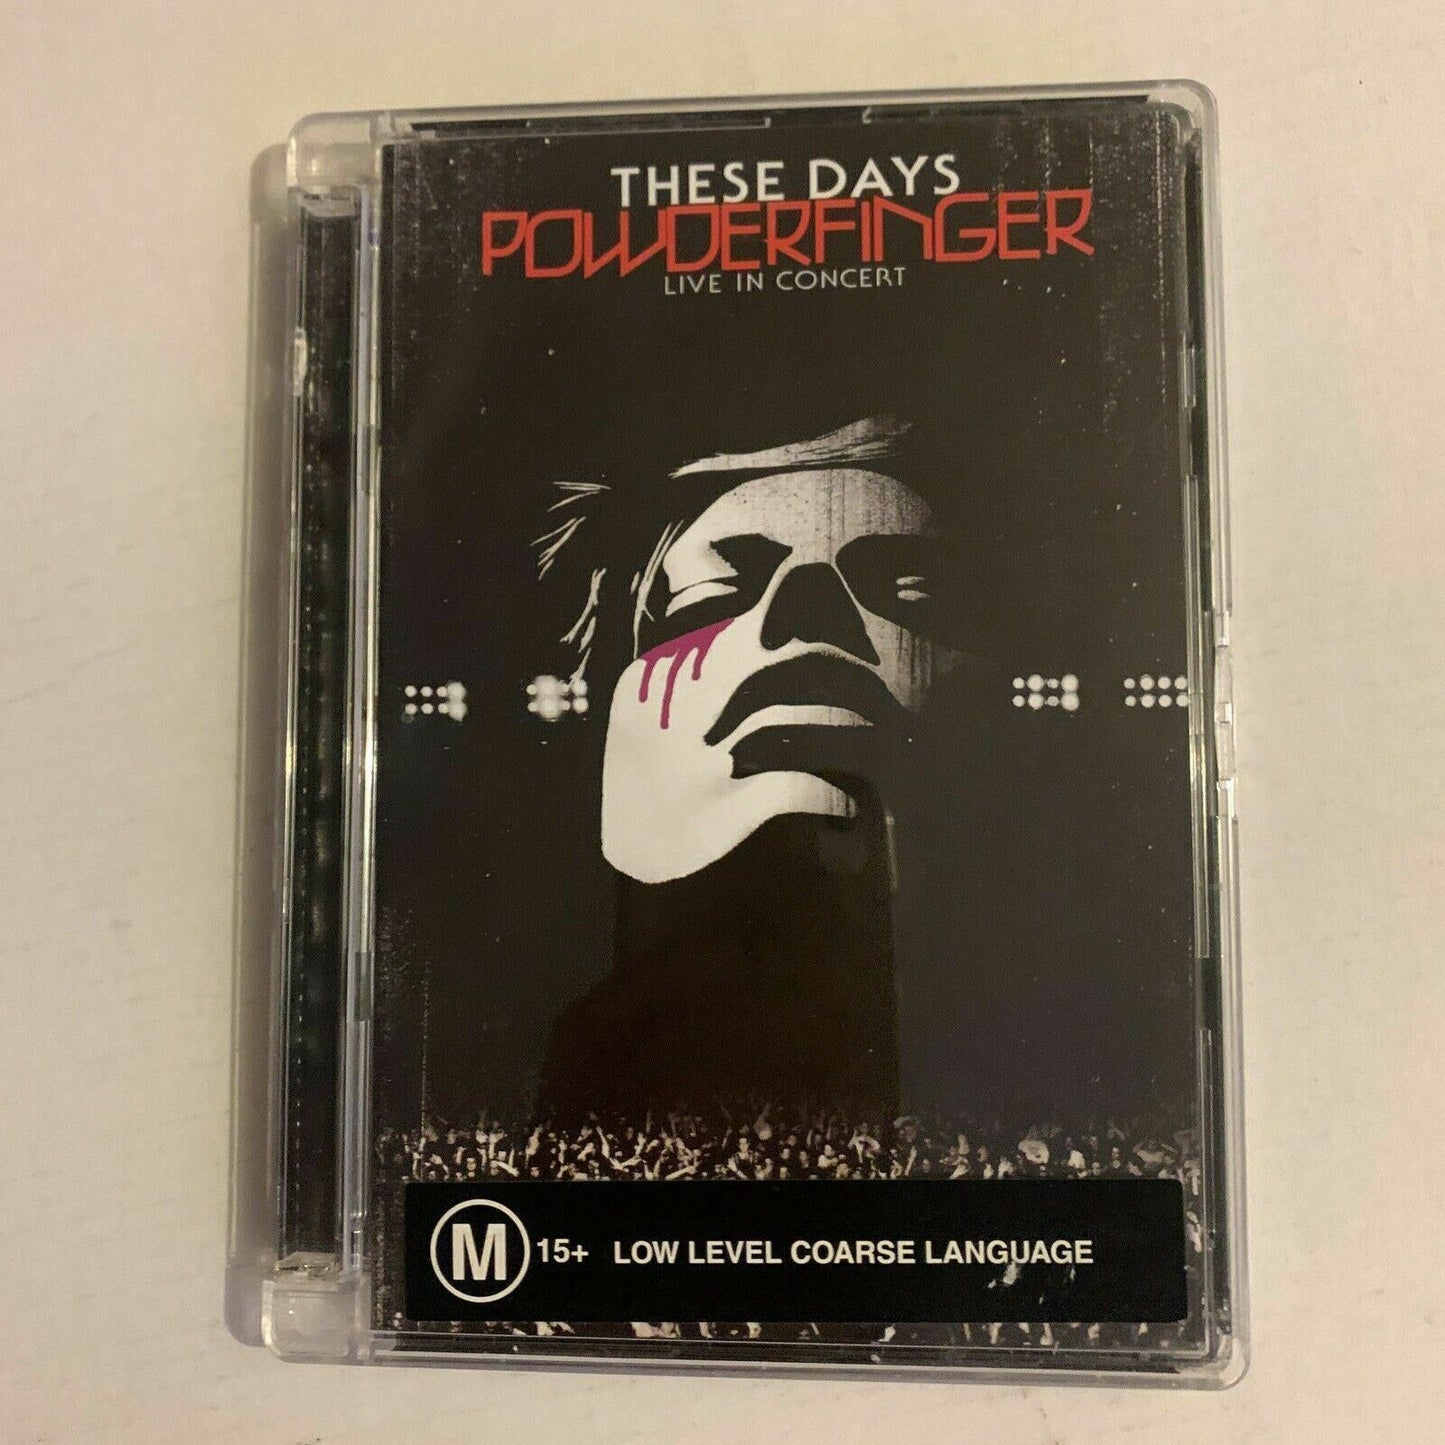 THESE DAYS
POWDERFINGER
LIVE IN CONCERT
M 15+ LOW LEVEL COARSE LANGUAGE